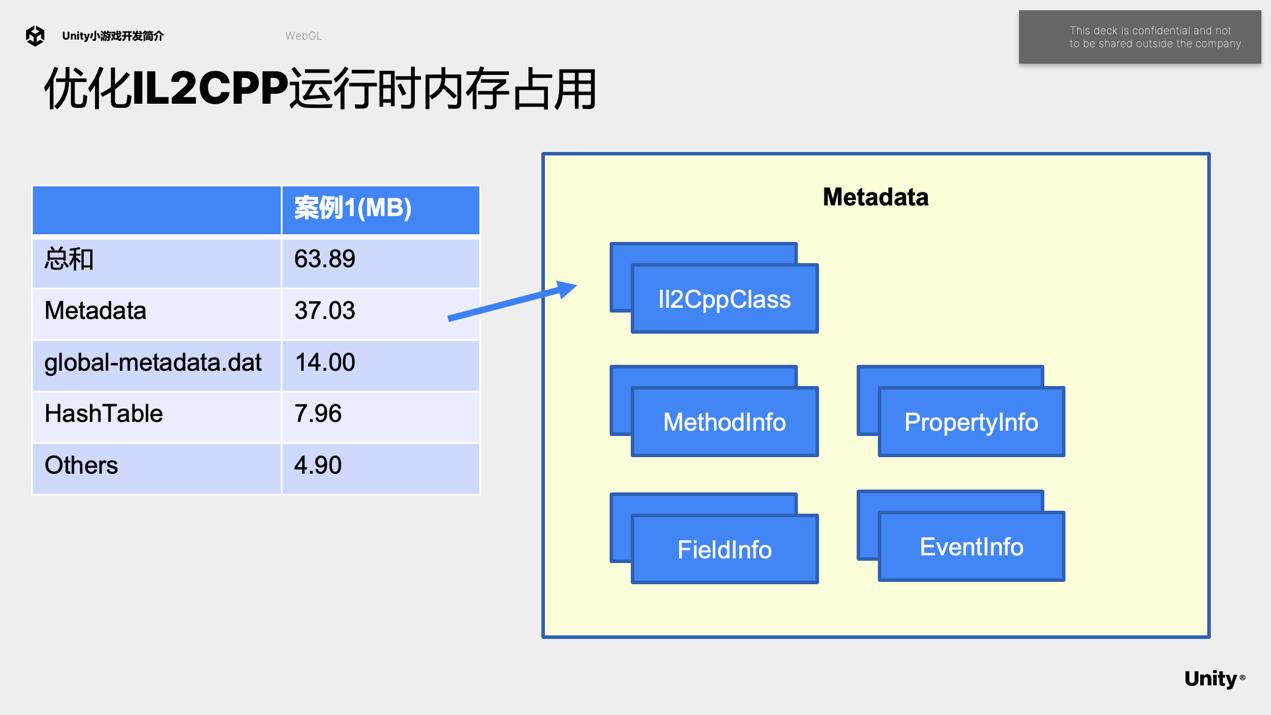 Unity小游戏开发简介
WebGL
This deck is confidential and not
to be shared outside the company.
优化IL2CPP运行时内存占用
案例1(MB)
总和 63.89
Metadata 37.03
global-metadata.dat 14.00
HashTable 7.96
Others 4.90
Metadata
Il2CppClass
MethodInfo
PropertyInfo
FieldInfo
EventInfo
Unity®